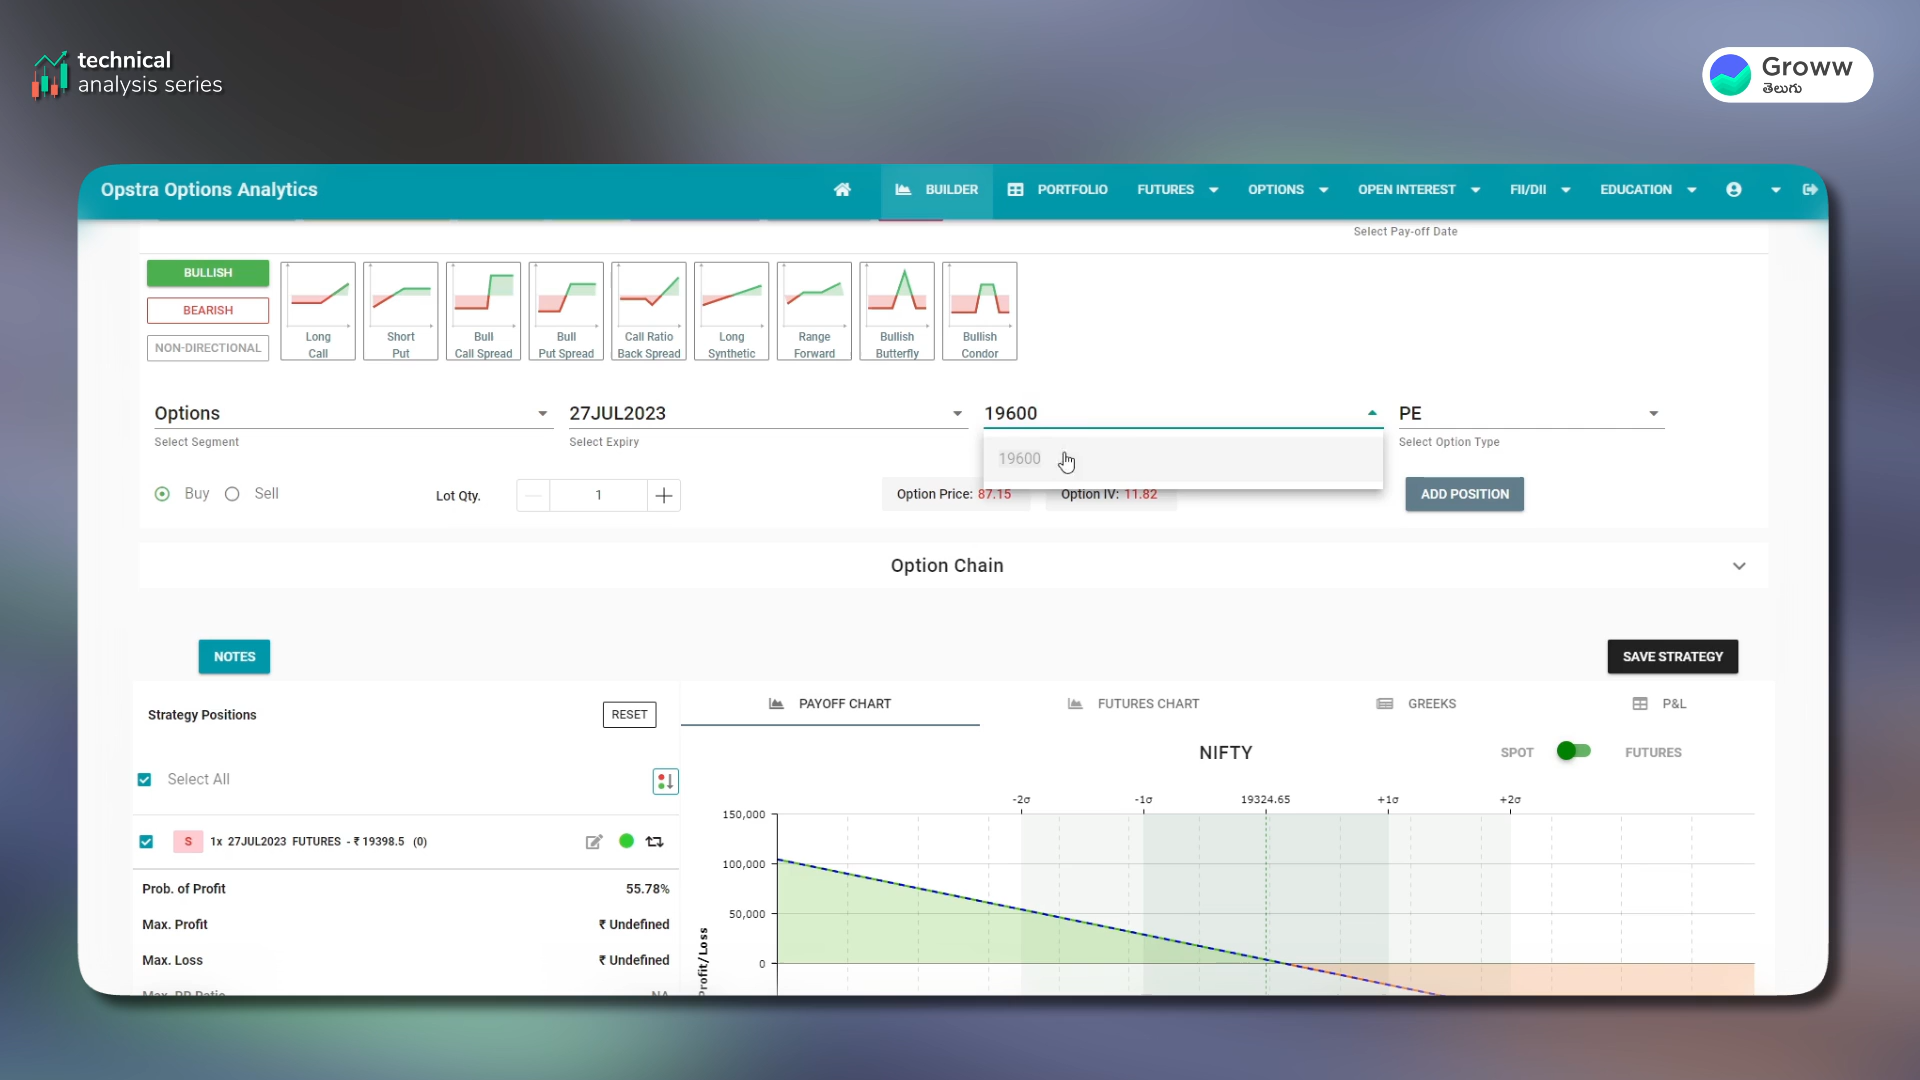 technical
analysis series
Groww
తెలుగు
Opstra Options Analytics
BUILDER
PORTFOLIO
FUTURES
OPTIONS
OPEN INTEREST
FII/DII
EDUCATION
Select Pay-off Date
BULLISH
BEARISH
NON-DIRECTIONAL
Long
Call
Short
Put
Bull
Call Spread
Bull
Put Spread
Call Ratio
Back Spread
Long
Synthetic
Range
Forward
Bullish
Butterfly
Bullish
Condor
Options
27JUL2023
19600
PE
Select Segment
Select Expiry
Select Option Type
19600
Buy
Sell
Lot Qty.
1
Option Price: 87.15
Option IV: 11.82
ADD POSITION
Option Chain
NOTES
SAVE STRATEGY
Strategy Positions
RESET
PAYOFF CHART
FUTURES CHART
GREEKS
P&L
NIFTY
SPOT
FUTURES
Select All
S 1x 27JUL2023 FUTURES - ₹ 19398.5 (0)
Prob. of Profit 55.78%
Max. Profit ₹ Undefined
Max. Loss ₹ Undefined
Max. RR Ratio NA
-2σ -1σ 19324.65 +1σ +2σ
150,000
100,000
50,000
0
Profit/Loss